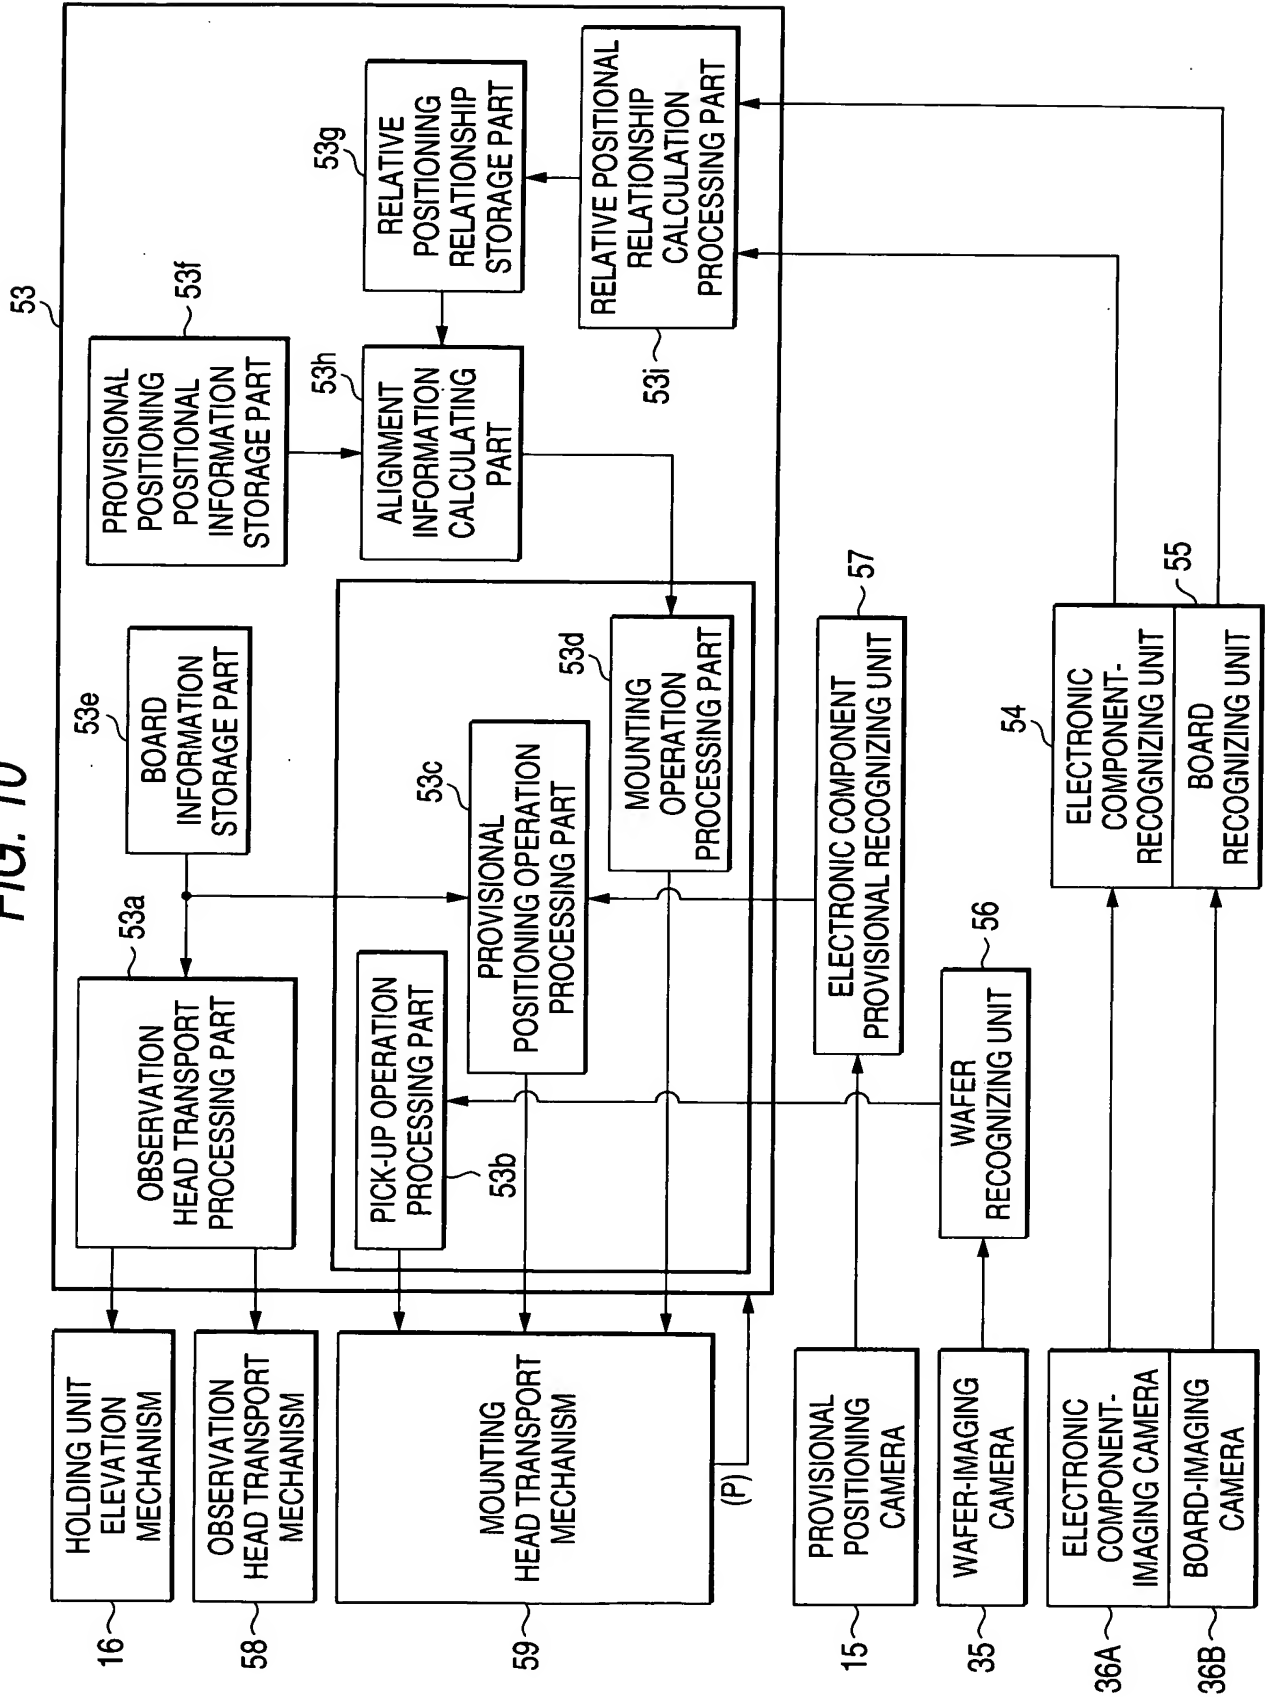 FIG. 10
53
HOLDING UNIT
ELEVATION
MECHANISM
16
OBSERVATION
HEAD TRANSPORT
MECHANISM
58
MOUNTING
HEAD TRANSPORT
MECHANISM
59
(P)
OBSERVATION
HEAD TRANSPORT
PROCESSING PART
53a
BOARD
INFORMATION
STORAGE PART
53e
PROVISIONAL
POSITIONING
POSITIONAL
INFORMATION
STORAGE PART
53f
PICK-UP OPERATION
PROCESSING PART
53b
PROVISIONAL
POSITIONING OPERATION
PROCESSING PART
53c
MOUNTING
OPERATION
PROCESSING PART
53d
ALIGNMENT
INFORMATION
CALCULATING
PART
53h
RELATIVE
POSITIONING
RELATIONSHIP
STORAGE PART
53g
RELATIVE POSITIONAL
RELATIONSHIP
CALCULATION
PROCESSING PART
53i
PROVISIONAL
POSITIONING
CAMERA
15
ELECTRONIC COMPONENT
PROVISIONAL RECOGNIZING UNIT
57
WAFER-IMAGING
CAMERA
35
WAFER
RECOGNIZING UNIT
56
ELECTRONIC
COMPONENT-
IMAGING CAMERA
36A
BOARD-IMAGING
CAMERA
36B
ELECTRONIC
COMPONENT-
RECOGNIZING UNIT
54
BOARD
RECOGNIZING UNIT
55